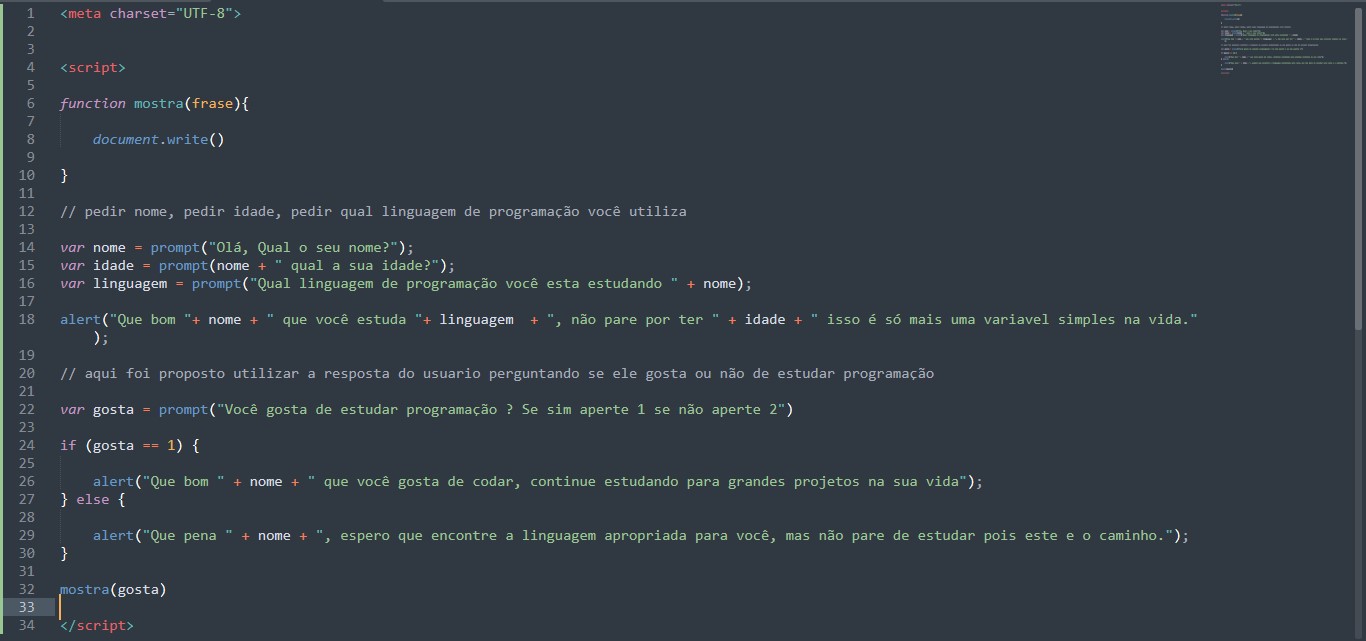 1 <meta charset="UTF-8">
2
3
4 <script>
5
6 function mostra(frase){
7
8 document.write()
9
10 }
11
12 // pedir nome, pedir idade, pedir qual linguagem de programação você utiliza
13
14 var nome = prompt("Olá, Qual o seu nome?");
15 var idade = prompt(nome + " qual a sua idade?");
16 var linguagem = prompt("Qual linguagem de programação você esta estudando " + nome);
17
18 alert("Que bom "+ nome + " que você estuda "+ linguagem  + ", não pare por ter " + idade + " isso é só mais uma variavel simples na vida."
);
19
20 // aqui foi proposto utilizar a resposta do usuario perguntando se ele gosta ou não de estudar programação
21
22 var gosta = prompt("Você gosta de estudar programação ? Se sim aperte 1 se não aperte 2")
23
24 if (gosta == 1) {
25
26 alert("Que bom " + nome + " que você gosta de codar, continue estudando para grandes projetos na sua vida");
27 } else {
28
29 alert("Que pena " + nome + ", espero que encontre a linguagem apropriada para você, mas não pare de estudar pois este e o caminho.");
30 }
31
32 mostra(gosta)
33
34 </script>